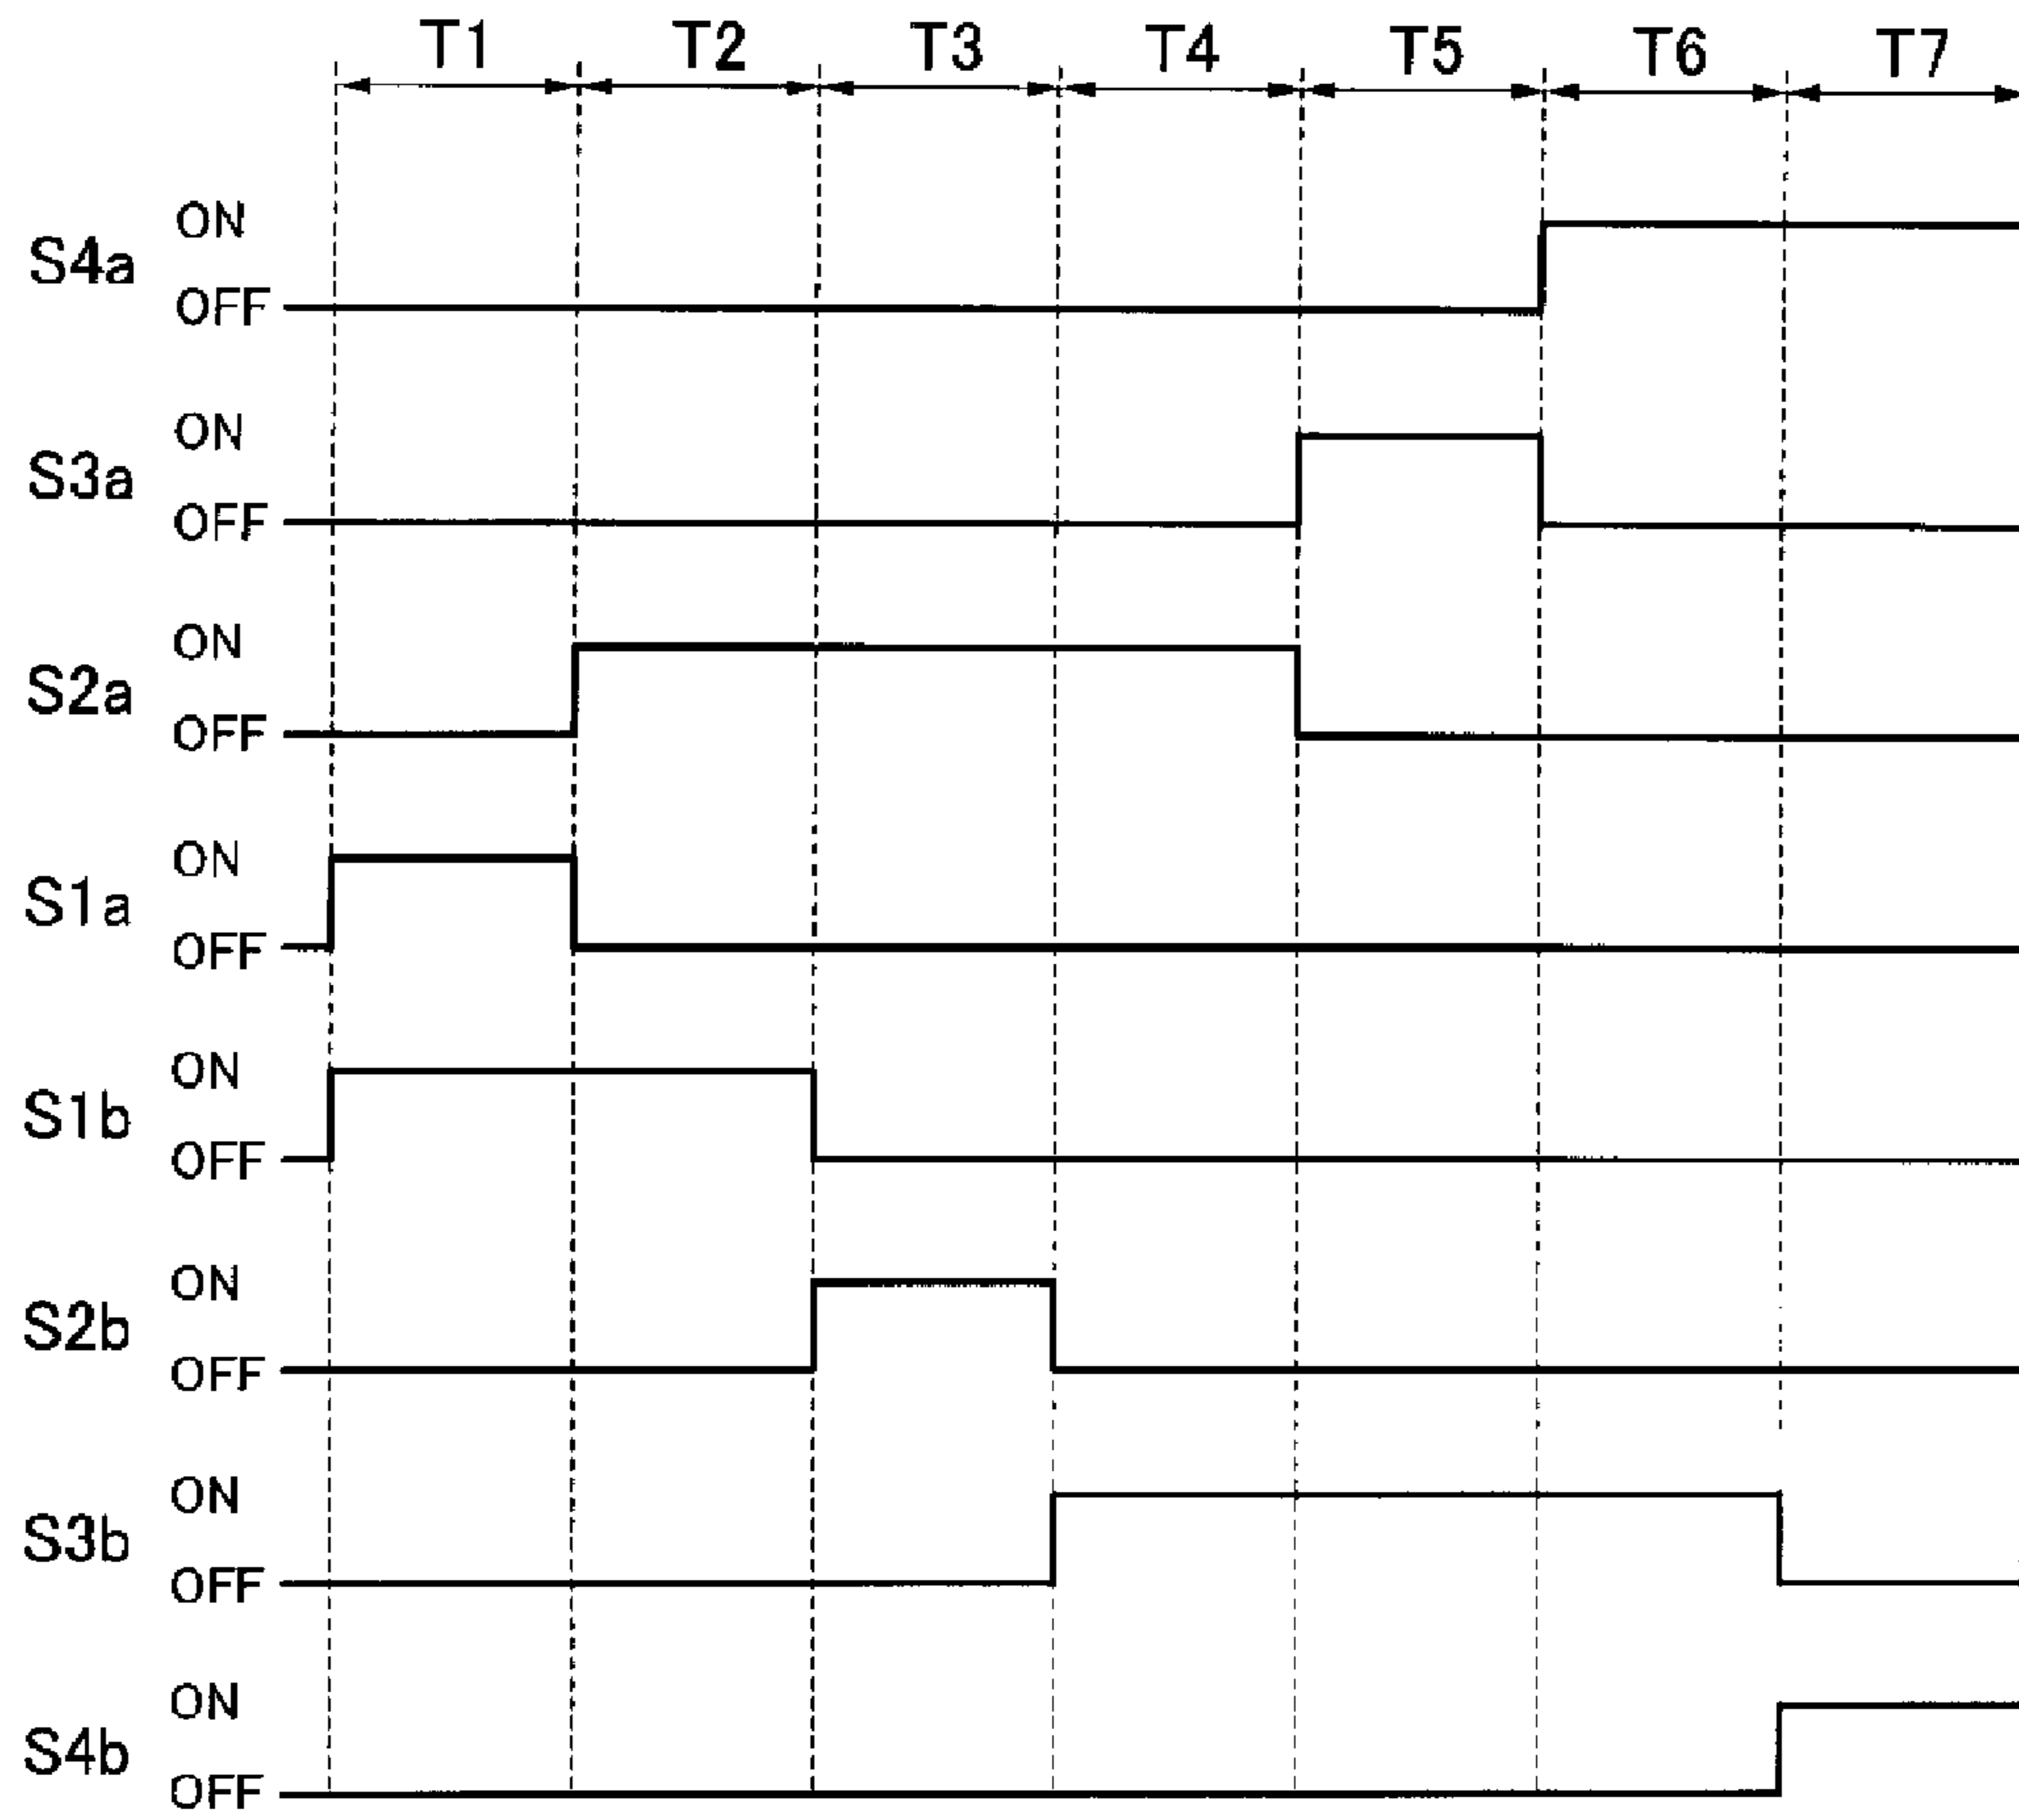 T1 T2 T3 T4 T5 T6 T7
ON
S4a
OFF
ON
S3a
OFF
ON
S2a
OFF
ON
S1a
OFF
ON
S1b
OFF
ON
S2b
OFF
ON
S3b
OFF
ON
S4b
OFF